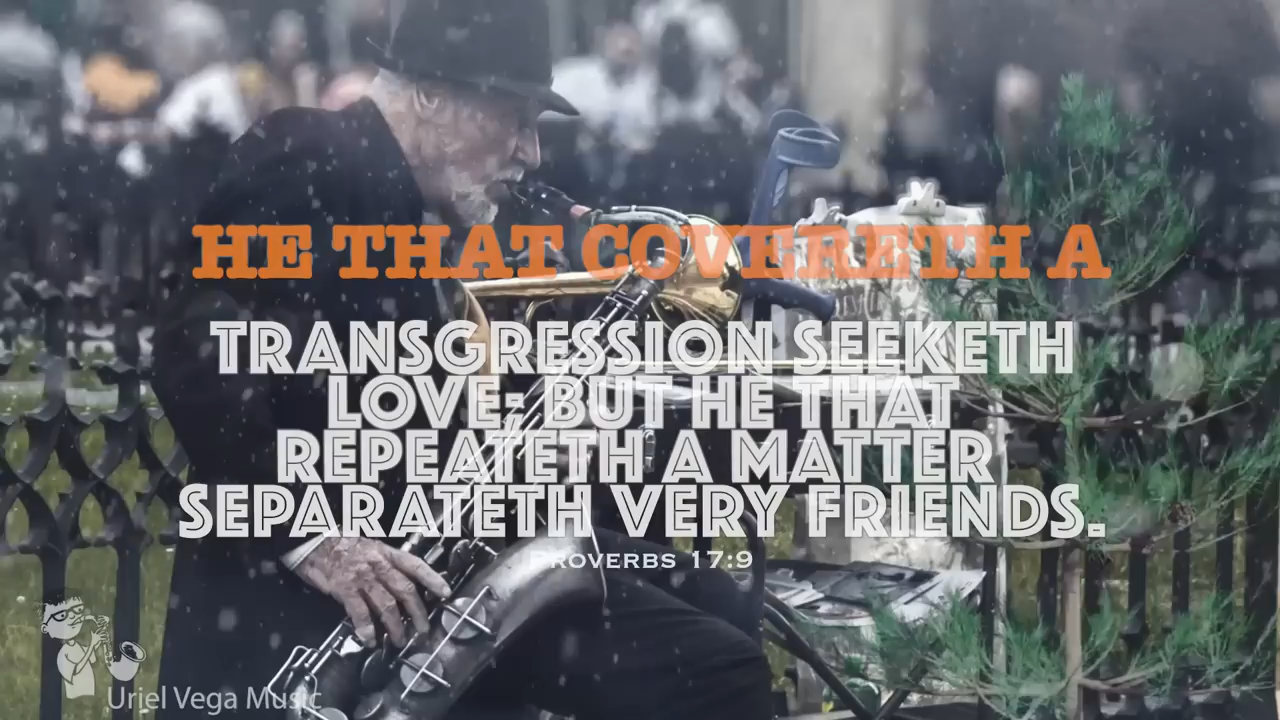 HE THAT COVERETH A
TRANSGRESSION SEEKETH
LOVE; BUT HE THAT
REPEATETH A MATTER
SEPARATETH VERY FRIENDS.
PROVERBS 17:9
Uriel Vega Music